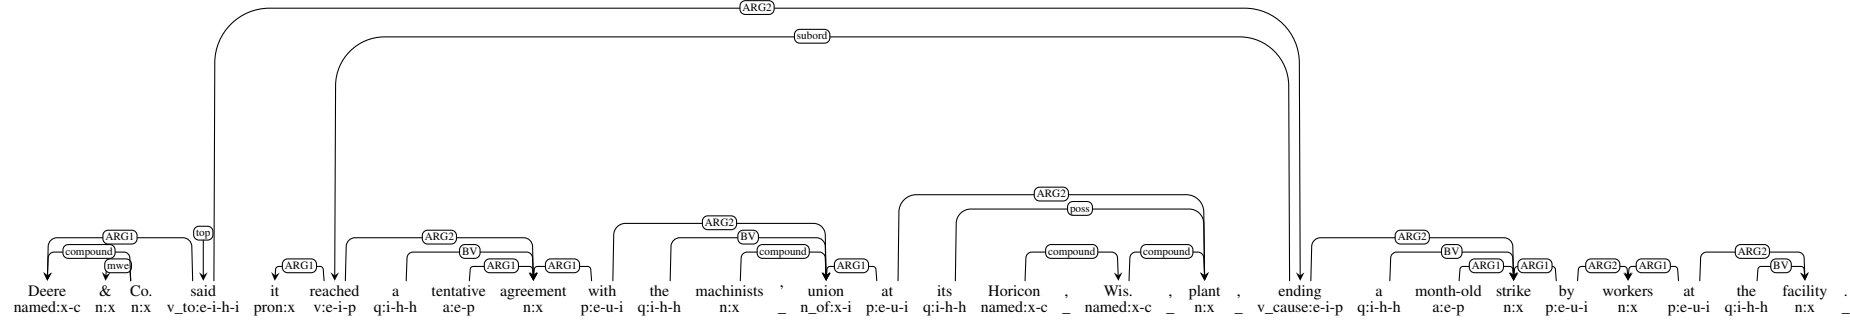 ARG2
subord
ARG2
poss
ARG2
top ARG1 ARG2 BV ARG2
compound BV compound compound compound BV ARG2
mwe ARG1 ARG1 ARG1 ARG1 ARG1 ARG1 ARG2 ARG1 BV
Deere & Co. said it reached a tentative agreement with the machinists ' union at its Horicon , Wis. , plant , ending a month-old strike by workers at the facility .
named:x-c n:x n:x v_to:e-i-h-i pron:x v:e-i-p q:i-h-h a:e-p n:x p:e-u-i q:i-h-h n:x _ n_of:x-i p:e-u-i q:i-h-h named:x-c _ named:x-c _ n:x _ v_cause:e-i-p q:i-h-h a:e-p n:x p:e-u-i n:x p:e-u-i q:i-h-h n:x _